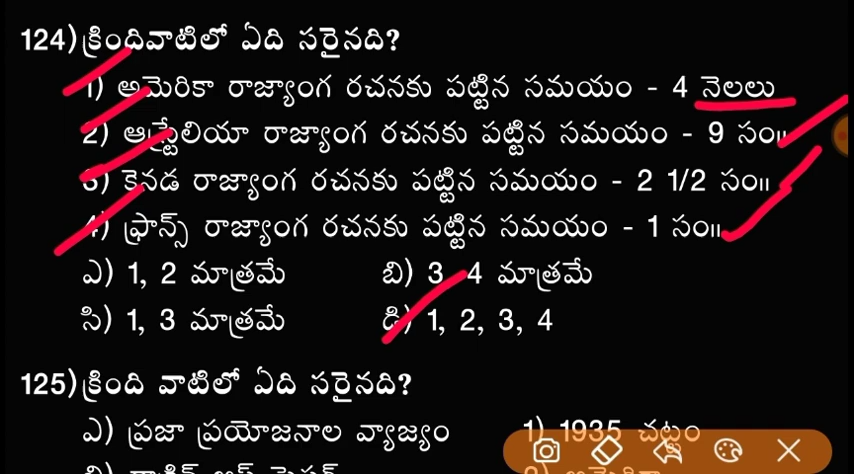 124) క్రిందివాటిలో ఏది సరైనది?
1) అమెరికా రాజ్యాంగ రచనకు పట్టిన సమయం - 4 నెలలు
2) ఆస్ట్రేలియా రాజ్యాంగ రచనకు పట్టిన సమయం - 9 సం॥
3) కెనడ రాజ్యాంగ రచనకు పట్టిన సమయం - 2 1/2 సం॥
4) ఫ్రాన్స్ రాజ్యాంగ రచనకు పట్టిన సమయం - 1 సం॥
ఎ) 1, 2 మాత్రమే బి) 3, 4 మాత్రమే
సి) 1, 3 మాత్రమే డి) 1, 2, 3, 4
125) క్రింది వాటిలో ఏది సరైనది?
ఎ) ప్రజా ప్రయోజనాల వ్యాజ్యం 1) 1935 చట్టం